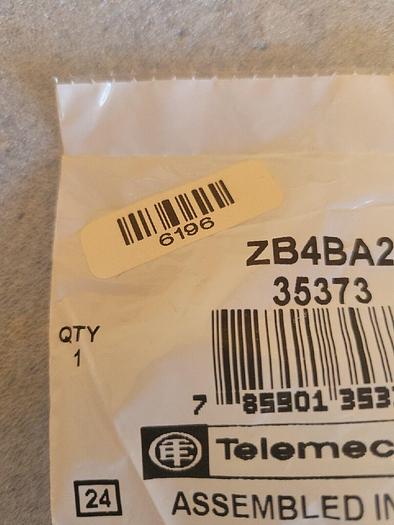 6196
ZB4BA2
35373
QTY
1
7 85901 353
Telemec
24
ASSEMBLED IN